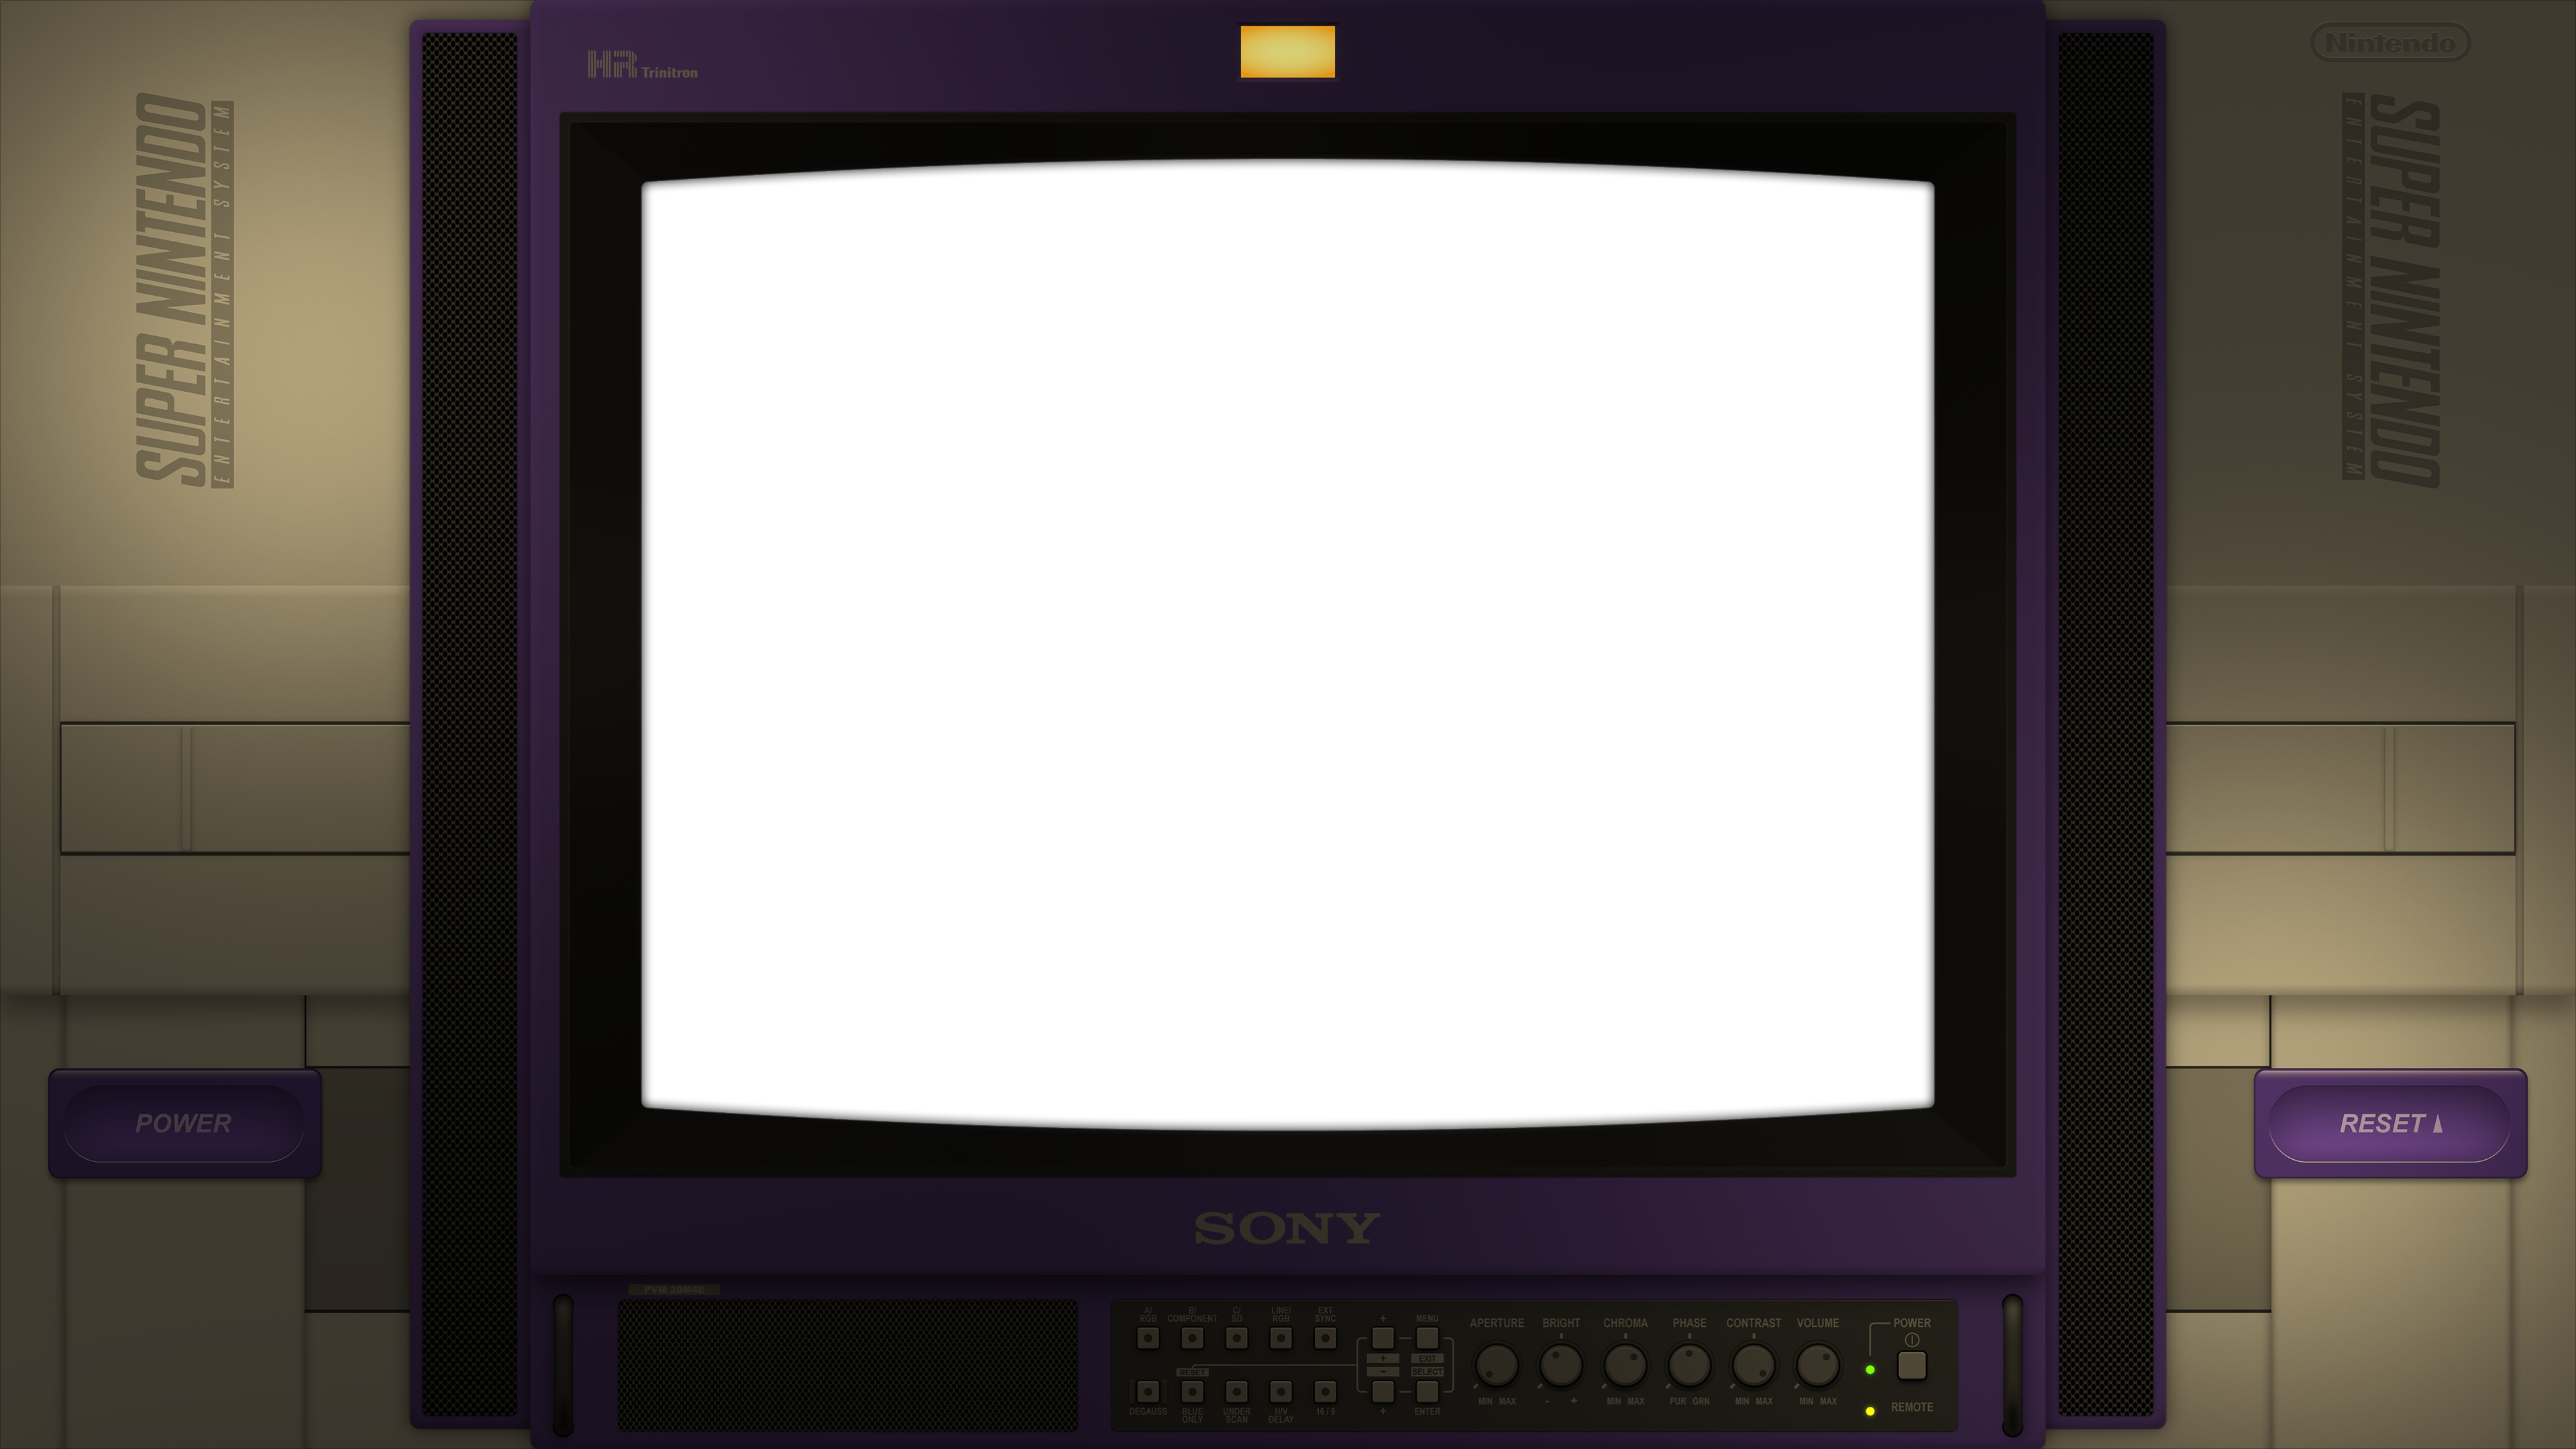 HR Trinitron
Nintendo
SUPER NINTENDO
ENTERTAINMENT SYSTEM
SUPER NINTENDO
ENTERTAINMENT SYSTEM
POWER
RESET
SONY
PVM 20M4E
A/
RGB
B/
COMPONENT
C/
SD
LINE/
RGB
EXT
SYNC
+
MENU
APERTURE
BRIGHT
CHROMA
PHASE
CONTRAST
VOLUME
POWER
+
EXIT
RESET
−
SELECT
DEGAUSS
BLUE
ONLY
UNDER
SCAN
H/V
DELAY
16 / 9
+
ENTER
MIN MAX
- +
MIN MAX
PUR GRN
MIN MAX
MIN MAX
REMOTE